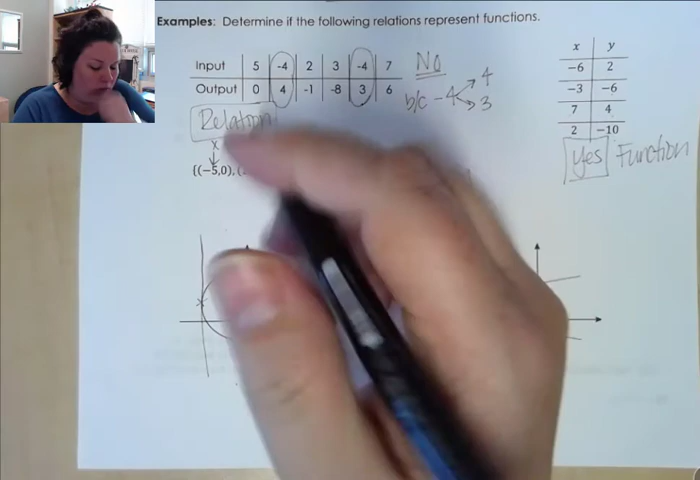 Examples: Determine if the following relations represent functions.
Input 5 -4 2 3 -4 7
Output 0 4 -1 -8 3 6
No
b/c -4 4
3
Relation
x
{(-5,0),(
x y
-6 2
-3 -6
7 4
2 -10
Yes Function